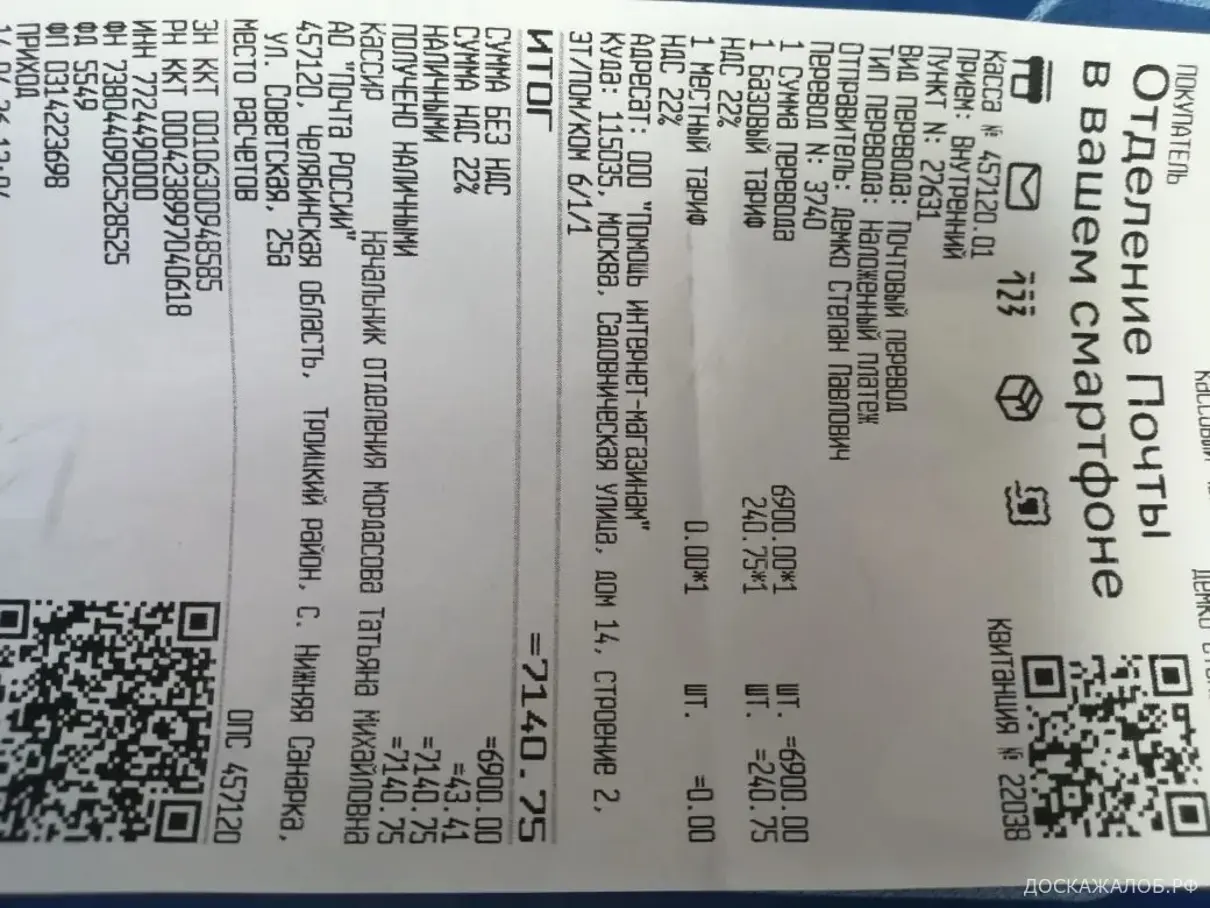 ПОКУПАТЕЛЬ
Отделение Почты
в вашем смартфоне
касса № 457120.01
КВИТАНЦИЯ № 22038
Прием: Внутренний
ПУНКТ N: 27631
Вид перевода: Почтовый перевод
Тип перевода: Наложенный платеж
Отправитель: Демко Степан Павлович
Перевод N: 3740
1 Сумма перевода 6900.00*1 шт. =6900.00
1 Базовый тариф 240.75*1 шт. =240.75
НДС 22%
1 Местный тариф 0.00*1 шт. =0.00
НДС 22%
Адресат: ООО "Помощь интернет-магазинам"
Куда: 115035, Москва, Садовническая улица, дом 14, строение 2,
ЭТ/ПОМ/КОМ 6/1/1
ИТОГ =7140.75
СУММА БЕЗ НДС =6900.00
СУММА НДС 22% =43.41
НАЛИЧНЫМИ =7140.75
ПОЛУЧЕНО НАЛИЧНЫМИ =7140.75
Кассир Начальник отделения Мордасова Татьяна Михайловна
АО "Почта России"
457120, Челябинская область, Троицкий район, с. Нижняя Санарка,
ул. Советская, 25а
Место расчетов ОПС 457120
ЗН ККТ 00106300948585
РН ККТ 0004238997040618
ИНН 7724490000
ФН 7380440902528525
ФД 5549
ФП 0314223698
ПРИХОД
ДОСКАЖАЛОБ.РФ